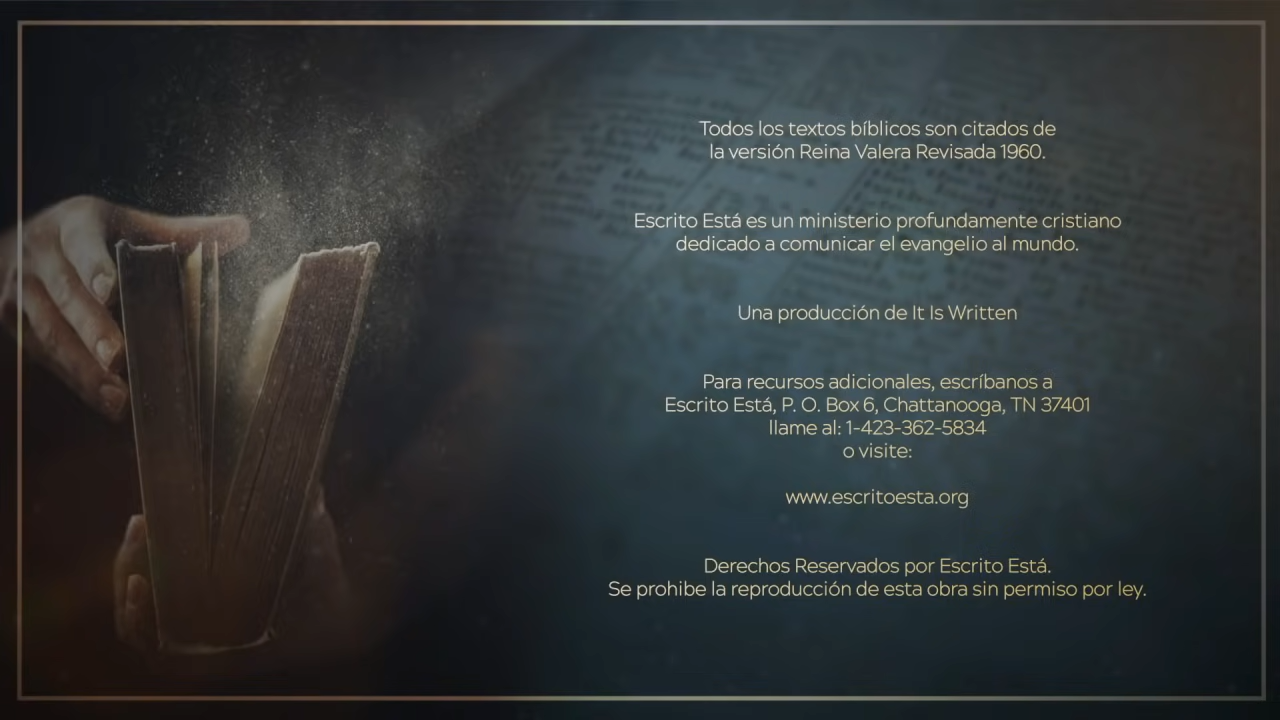 Todos los textos bíblicos son citados de
la versión Reina Valera Revisada 1960.
Escrito Está es un ministerio profundamente cristiano
dedicado a comunicar el evangelio al mundo.
Una producción de It Is Written
Para recursos adicionales, escríbanos a
Escrito Está, P. O. Box 6, Chattanooga, TN 37401
llame al: 1-423-362-5834
o visite:
www.escritoesta.org
Derechos Reservados por Escrito Está.
Se prohibe la reproducción de esta obra sin permiso por ley.